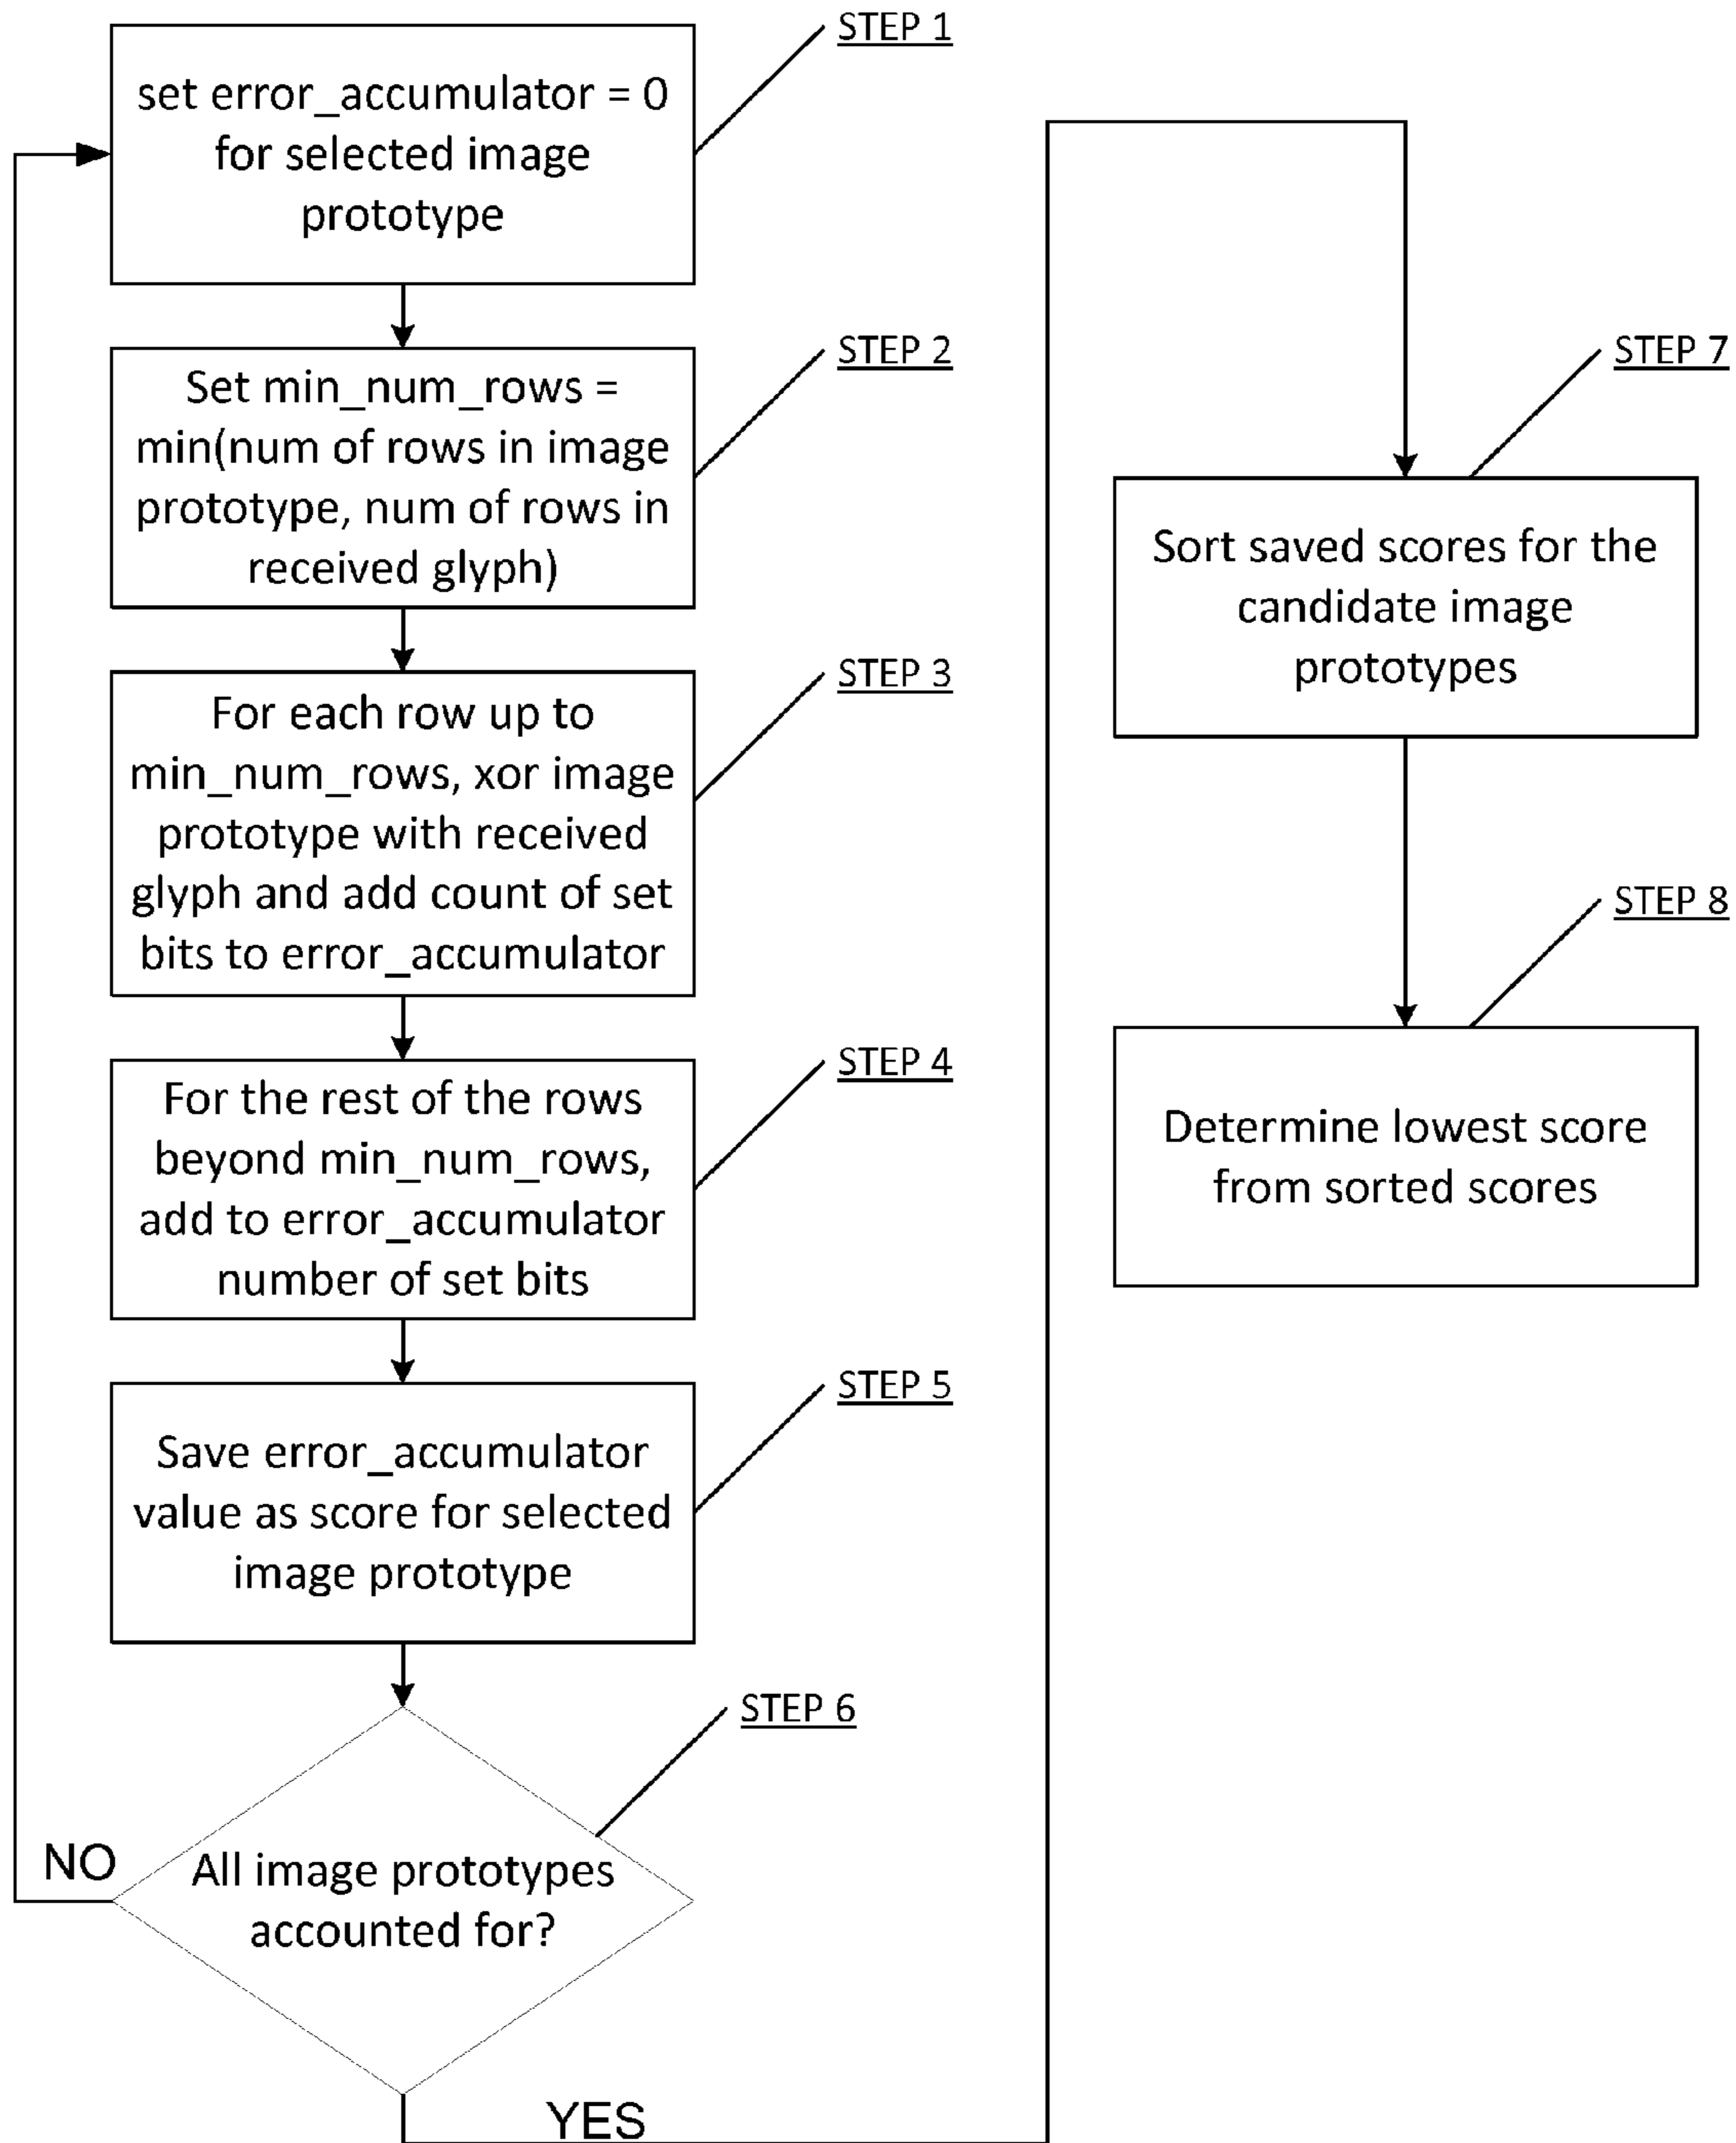 STEP 1
set error_accumulator = 0
for selected image
prototype
STEP 2
Set min_num_rows =
min(num of rows in image
prototype, num of rows in
received glyph)
STEP 3
For each row up to
min_num_rows, xor image
prototype with received
glyph and add count of set
bits to error_accumulator
STEP 4
For the rest of the rows
beyond min_num_rows,
add to error_accumulator
number of set bits
STEP 5
Save error_accumulator
value as score for selected
image prototype
STEP 6
All image prototypes
accounted for?
NO
YES
STEP 7
Sort saved scores for the
candidate image
prototypes
STEP 8
Determine lowest score
from sorted scores